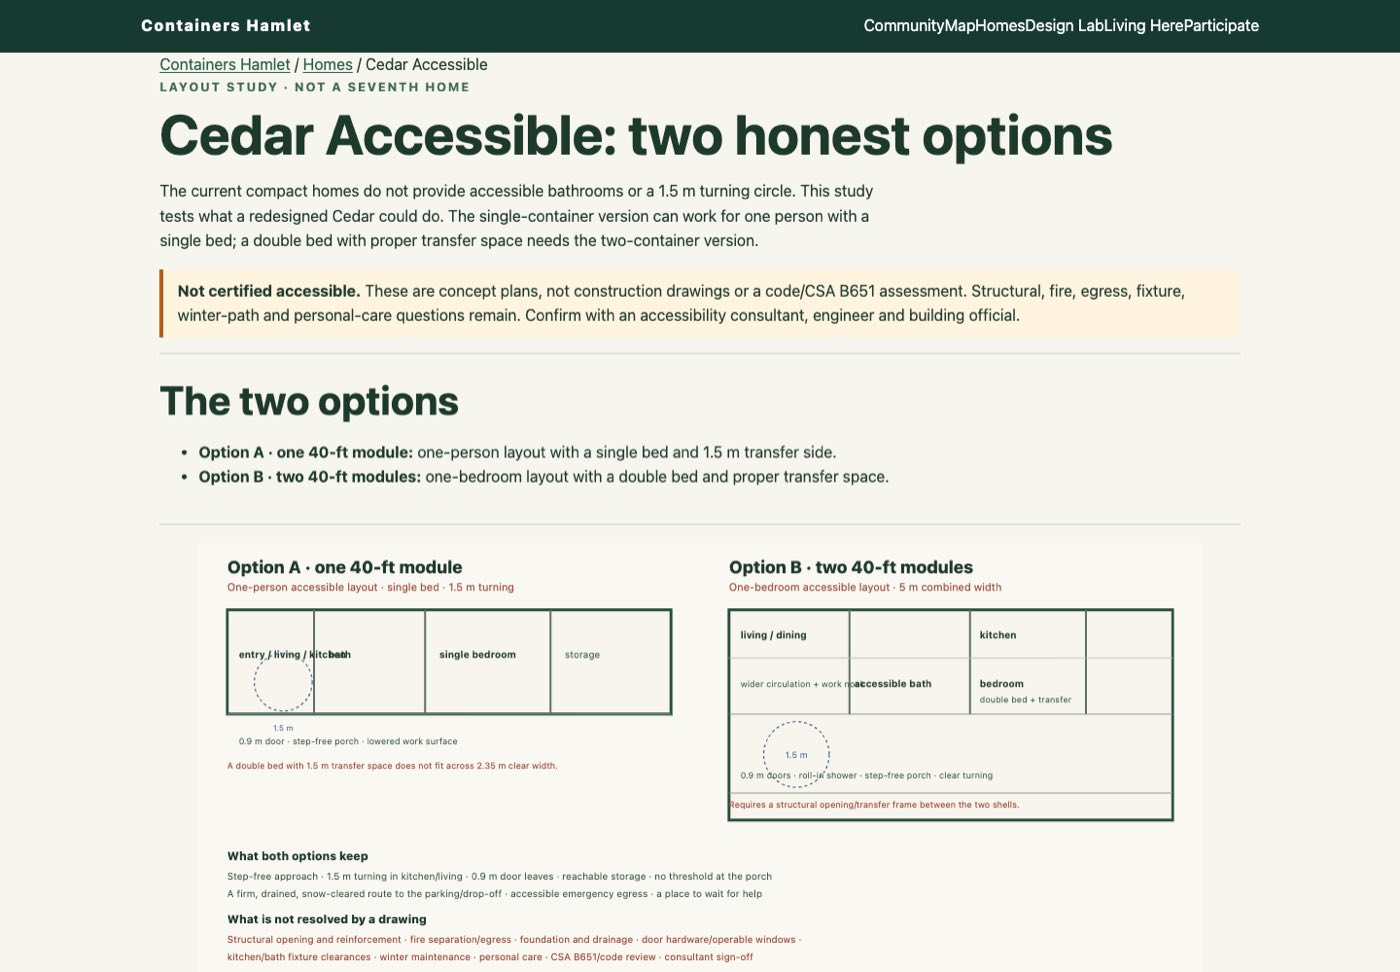 Containers Hamlet
CommunityMapHomesDesign LabLiving HereParticipate
Containers Hamlet / Homes / Cedar Accessible
LAYOUT STUDY · NOT A SEVENTH HOME
Cedar Accessible: two honest options
The current compact homes do not provide accessible bathrooms or a 1.5 m turning circle. This study
tests what a redesigned Cedar could do. The single-container version can work for one person with a
single bed; a double bed with proper transfer space needs the two-container version.
Not certified accessible. These are concept plans, not construction drawings or a code/CSA B651 assessment. Structural, fire, egress, fixture,
winter-path and personal-care questions remain. Confirm with an accessibility consultant, engineer and building official.
The two options
• Option A · one 40-ft module: one-person layout with a single bed and 1.5 m transfer side.
• Option B · two 40-ft modules: one-bedroom layout with a double bed and proper transfer space.
Option A · one 40-ft module
One-person accessible layout · single bed · 1.5 m turning
entry / living / kitchen
bath
single bedroom
storage
1.5 m
0.9 m door · step-free porch · lowered work surface
A double bed with 1.5 m transfer space does not fit across 2.35 m clear width.
Option B · two 40-ft modules
One-bedroom accessible layout · 5 m combined width
living / dining
kitchen
wider circulation + work
accessible bath
bedroom
double bed + transfer
1.5 m
0.9 m doors · roll-in shower · step-free porch · clear turning
Requires a structural opening/transfer frame between the two shells.
What both options keep
Step-free approach · 1.5 m turning in kitchen/living · 0.9 m door leaves · reachable storage · no threshold at the porch
A firm, drained, snow-cleared route to the parking/drop-off · accessible emergency egress · a place to wait for help
What is not resolved by a drawing
Structural opening and reinforcement · fire separation/egress · foundation and drainage · door hardware/operable windows ·
kitchen/bath fixture clearances · winter maintenance · personal care · CSA B651/code review · consultant sign-off